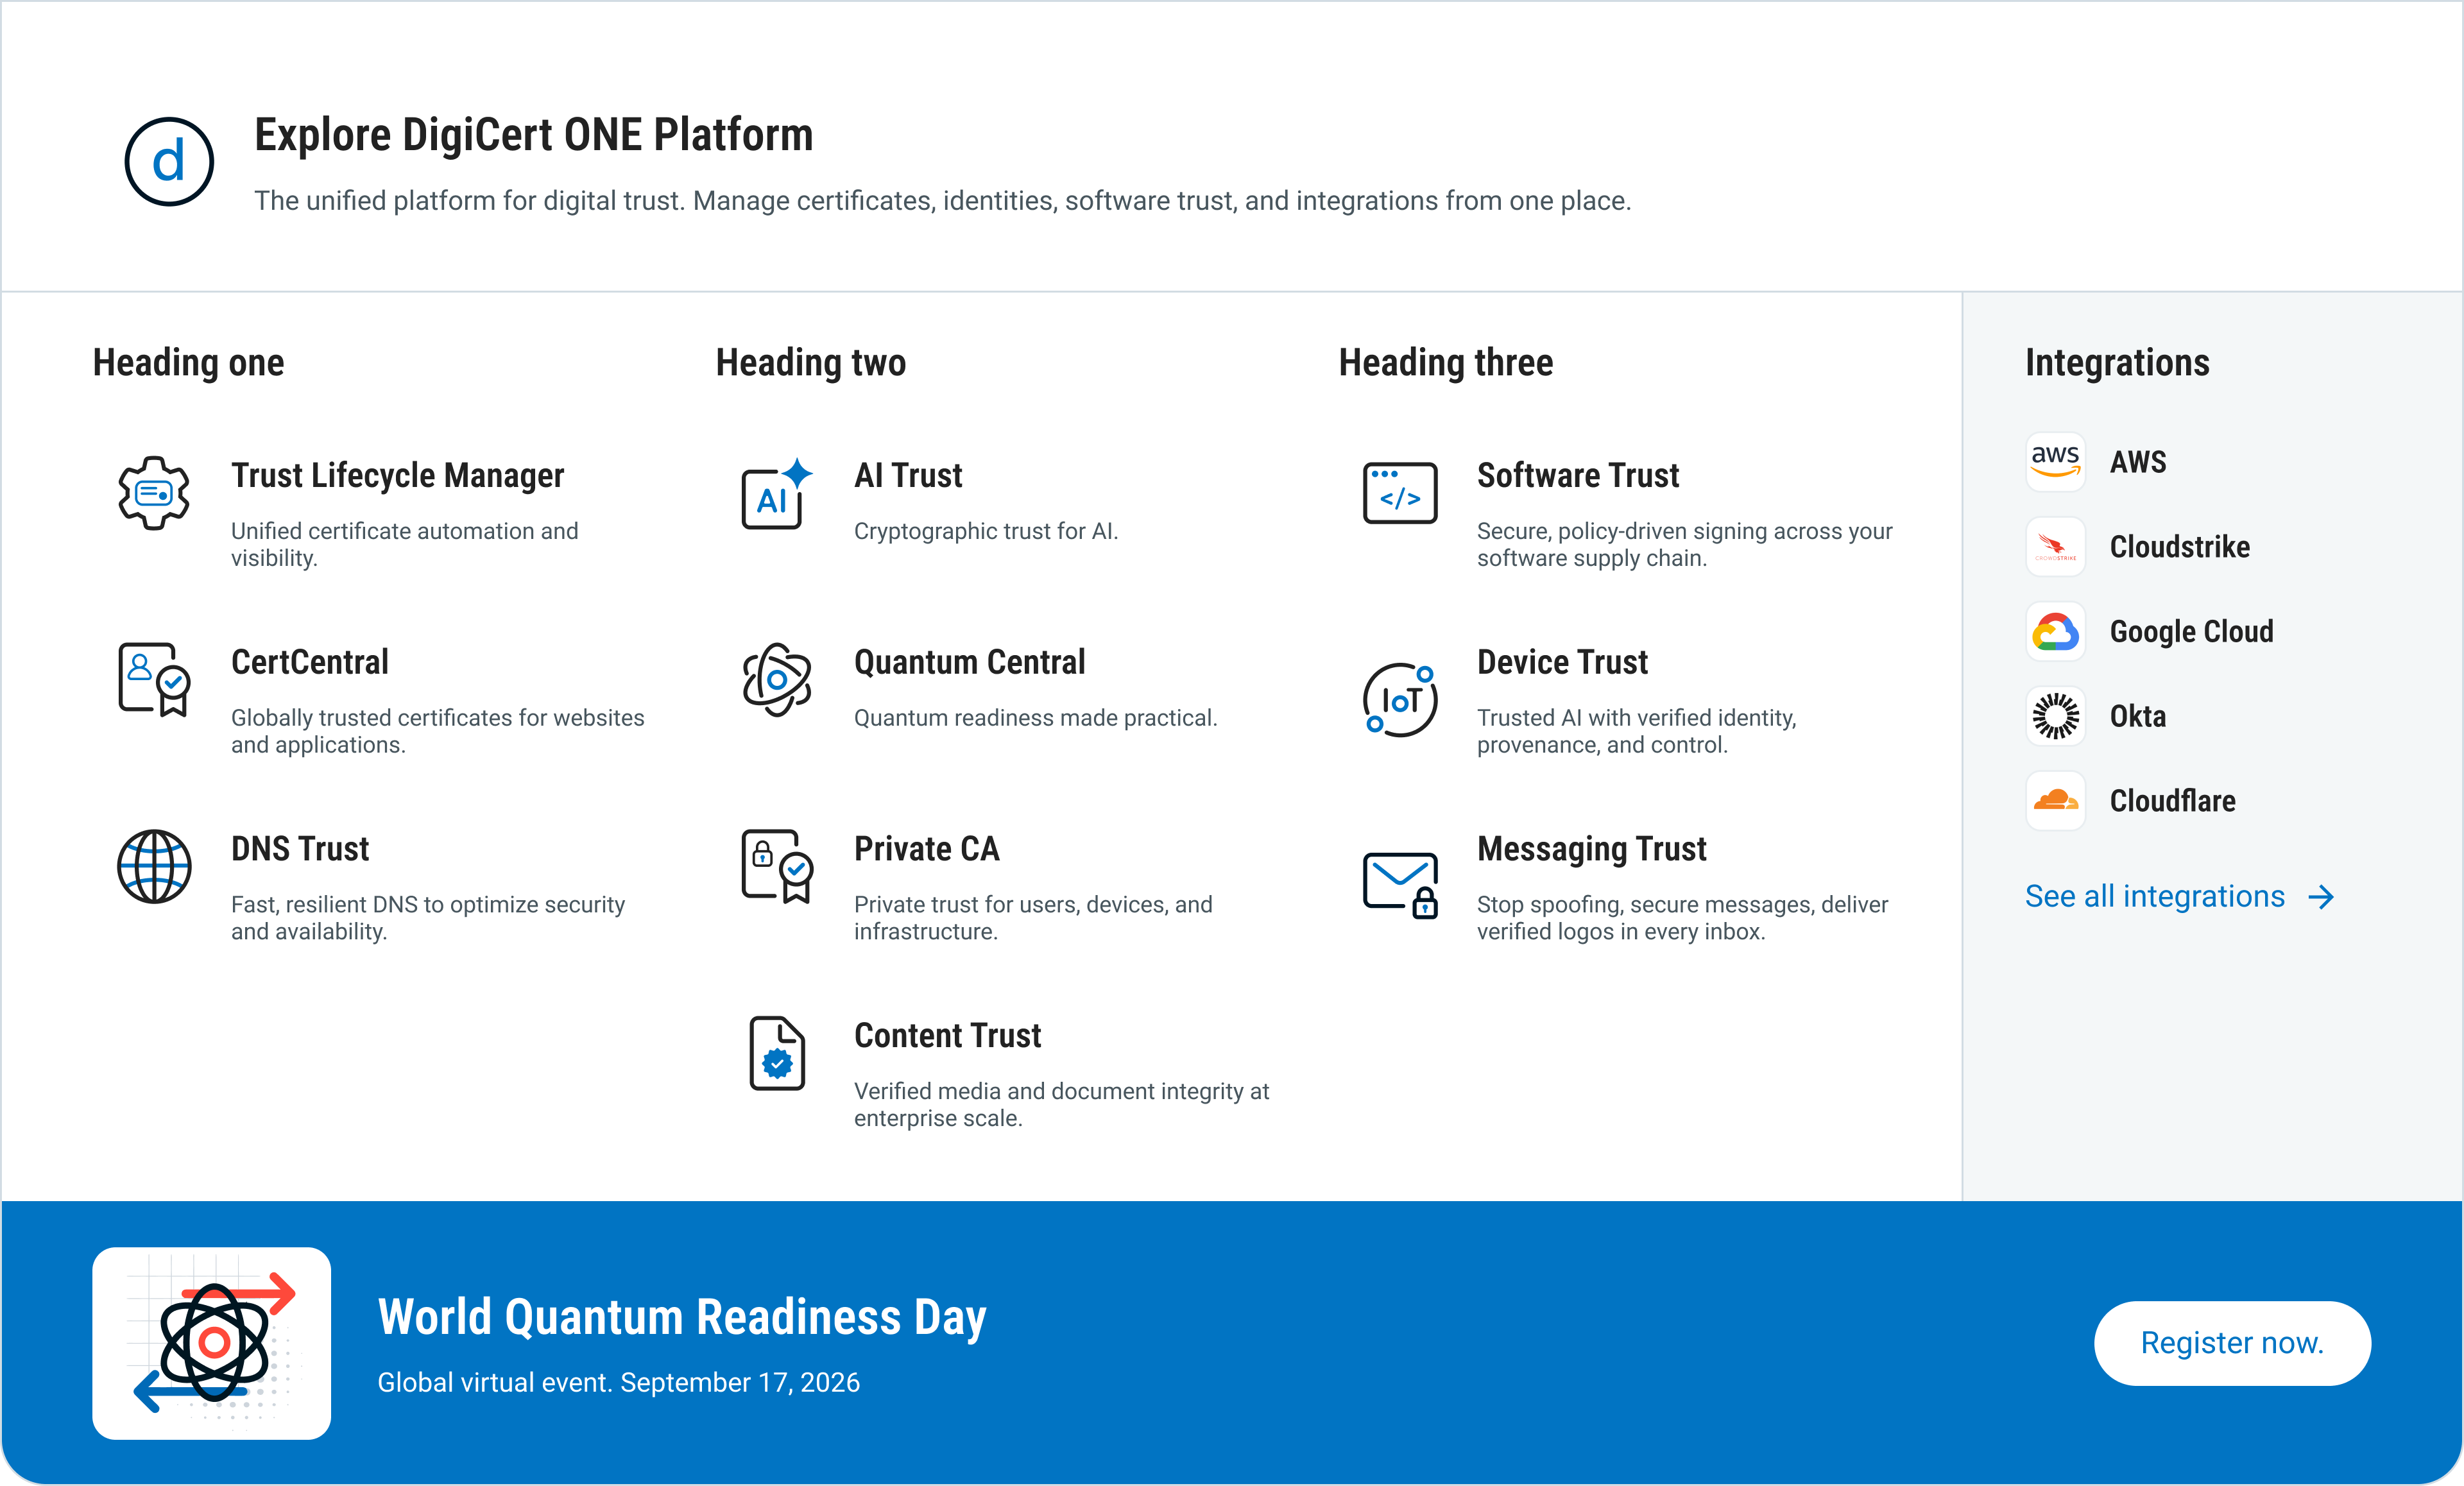 d
Explore DigiCert ONE Platform
The unified platform for digital trust. Manage certificates, identities, software trust, and integrations from one place.
Heading one
Trust Lifecycle Manager
Unified certificate automation and
visibility.
CertCentral
Globally trusted certificates for websites
and applications.
DNS Trust
Fast, resilient DNS to optimize security
and availability.
Heading two
AI
AI Trust
Cryptographic trust for AI.
Quantum Central
Quantum readiness made practical.
Private CA
Private trust for users, devices, and
infrastructure.
Content Trust
Verified media and document integrity at
enterprise scale.
Heading three
</>
Software Trust
Secure, policy-driven signing across your
software supply chain.
IoT
Device Trust
Trusted AI with verified identity,
provenance, and control.
Messaging Trust
Stop spoofing, secure messages, deliver
verified logos in every inbox.
Integrations
aws
AWS
CROWDSTRIKE
Cloudstrike
Google Cloud
Okta
Cloudflare
See all integrations
World Quantum Readiness Day
Global virtual event. September 17, 2026
Register now.